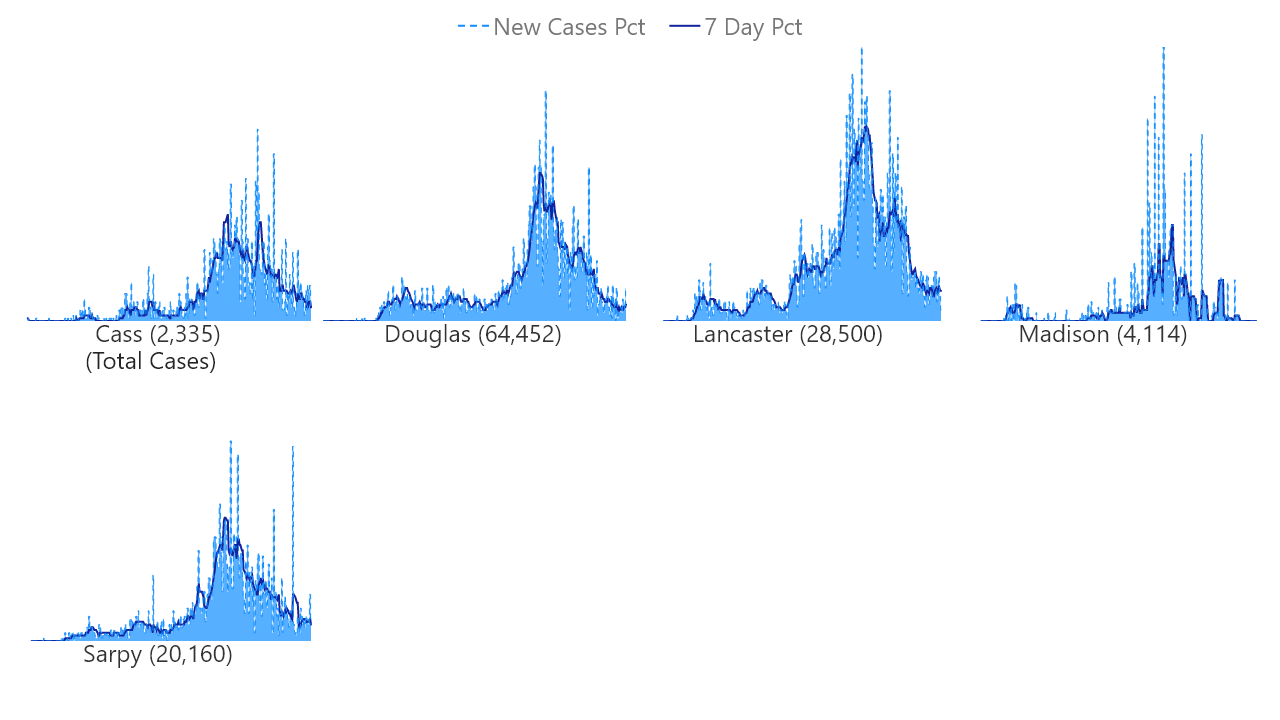 New Cases Pct 7 Day Pct
Cass (2,335) Douglas (64,452) Lancaster (28,500) Madison (4,114)
(Total Cases)
Sarpy (20,160)